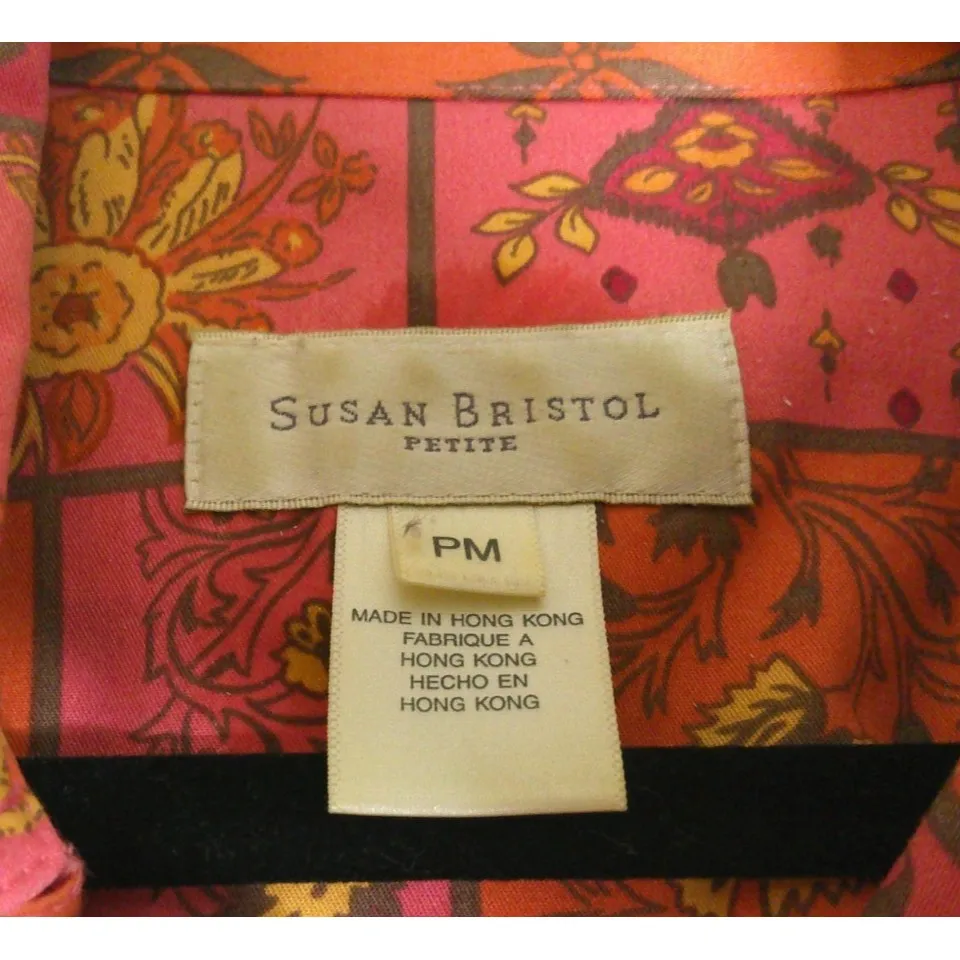 SUSAN BRISTOL
PETITE
PM
MADE IN HONG KONG
FABRIQUE A
HONG KONG
HECHO EN
HONG KONG